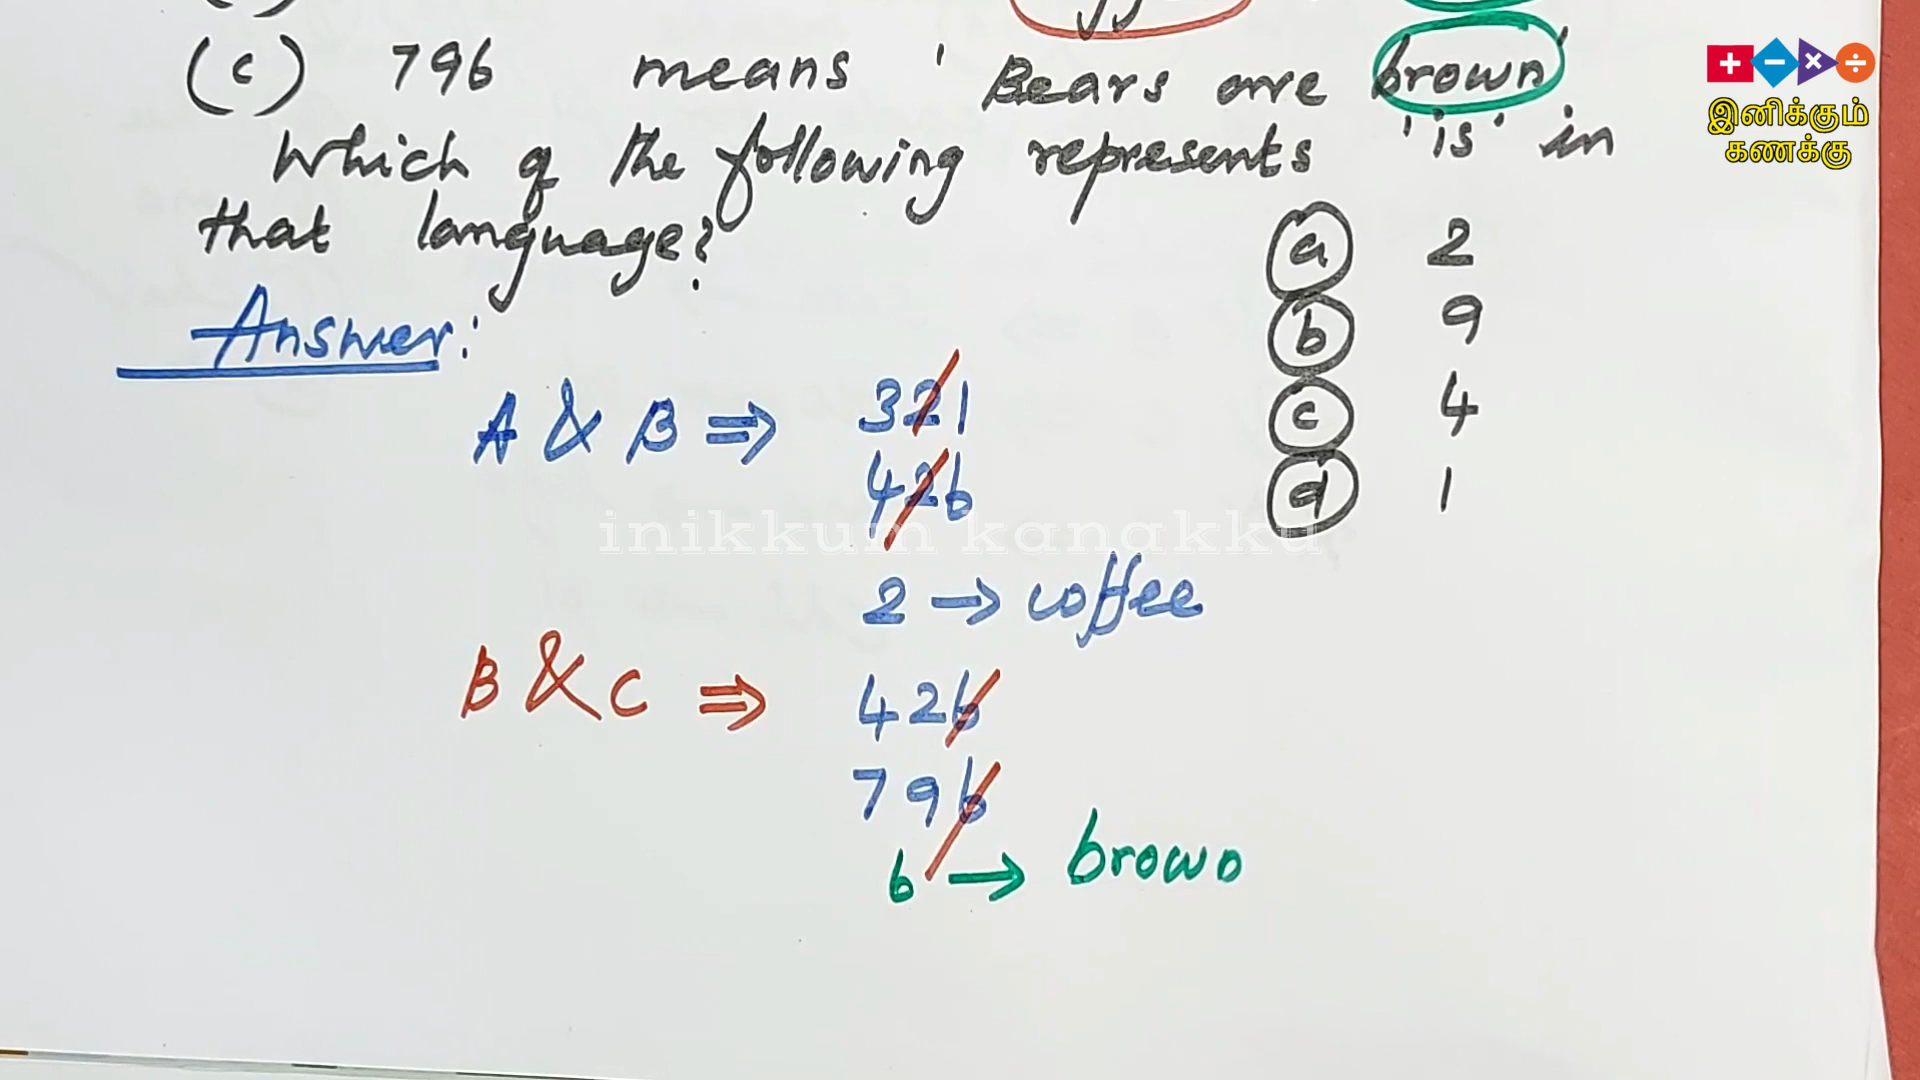 (c) 796 means ' Bears are brown'
Which of the following represents 'is' in
that language?
(a) 2
(b) 9
(c) 4
(d) 1
Answer:
A & B ⇒ 321
426
2 → coffee
B & C ⇒ 426
796
6 → brown
இனிக்கும்
கணக்கு
inikkum kanakku